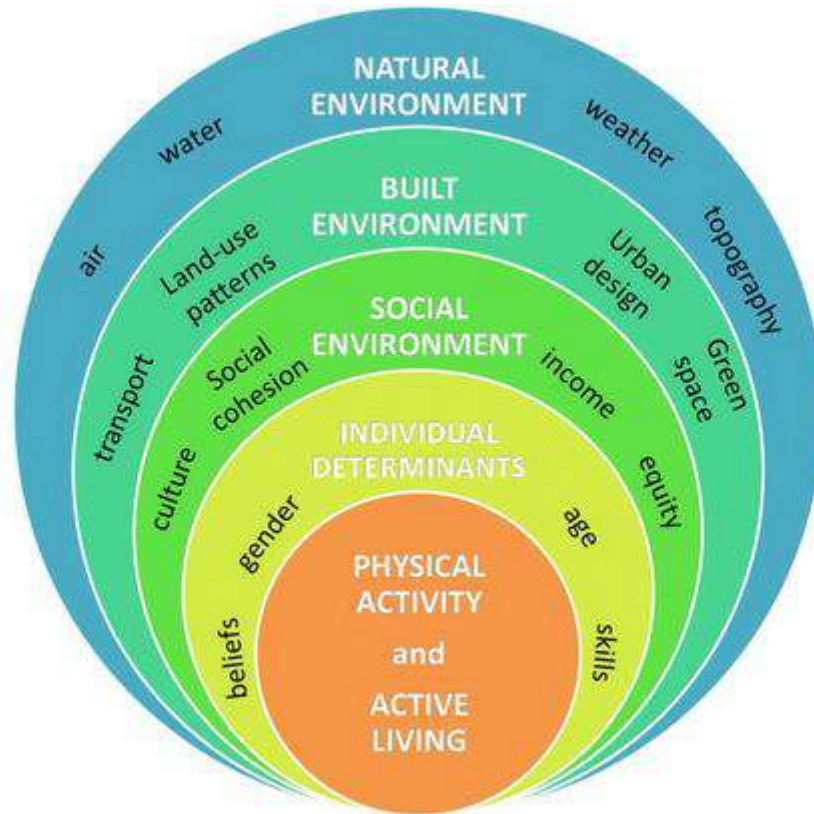 NATURAL
ENVIRONMENT
air
water
weather
topography
BUILT
ENVIRONMENT
transport
Land-use
patterns
Urban
design
Green
space
SOCIAL
ENVIRONMENT
culture
Social
cohesion
income
equity
INDIVIDUAL
DETERMINANTS
beliefs
gender
age
skills
PHYSICAL
ACTIVITY
and
ACTIVE
LIVING